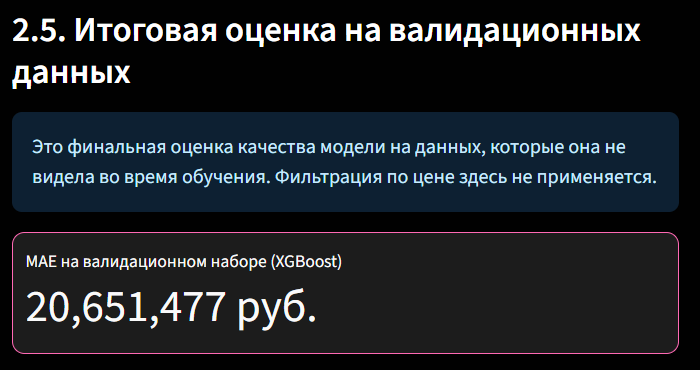 2.5. Итоговая оценка на валидационных
данных
Это финальная оценка качества модели на данных, которые она не
видела во время обучения. Фильтрация по цене здесь не применяется.
MAE на валидационном наборе (XGBoost)
20,651,477 руб.